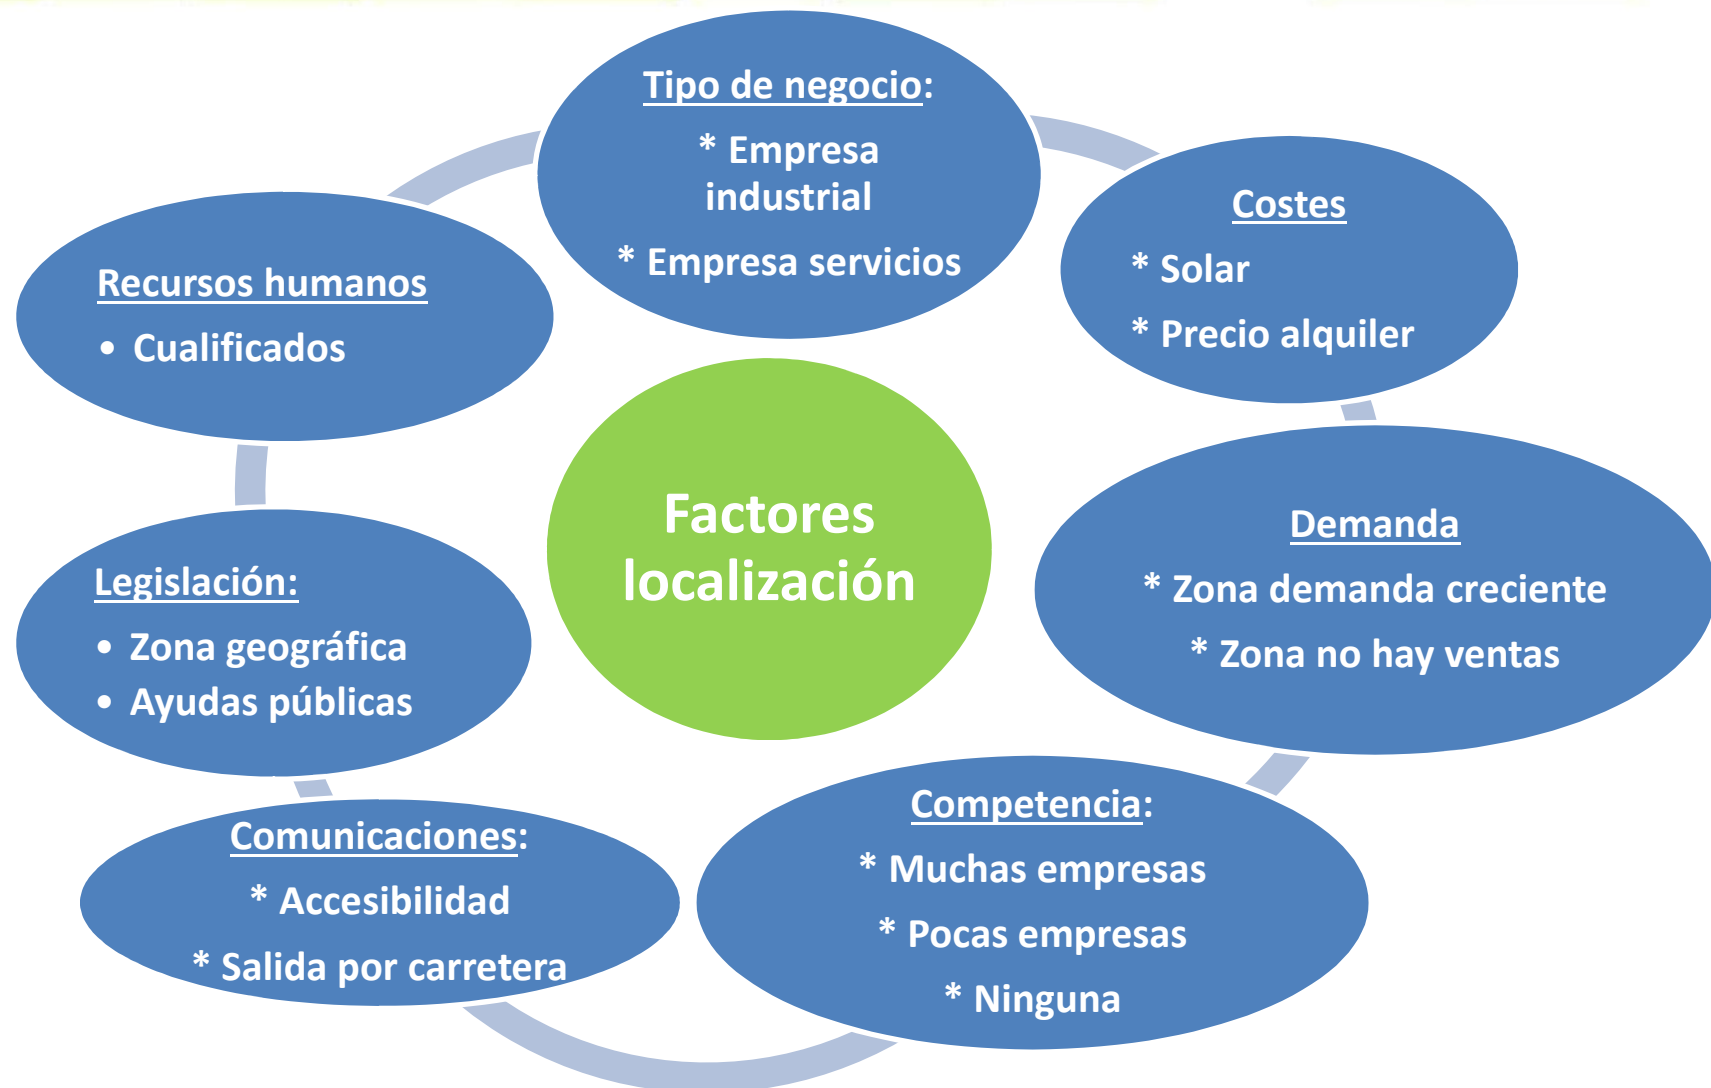 Tipo de negocio:
* Empresa
industrial
* Empresa servicios
Costes
* Solar
* Precio alquiler
Demanda
* Zona demanda creciente
* Zona no hay ventas
Competencia:
* Muchas empresas
* Pocas empresas
* Ninguna
Comunicaciones:
* Accesibilidad
* Salida por carretera
Legislación:
• Zona geográfica
• Ayudas públicas
Recursos humanos
• Cualificados
Factores
localización